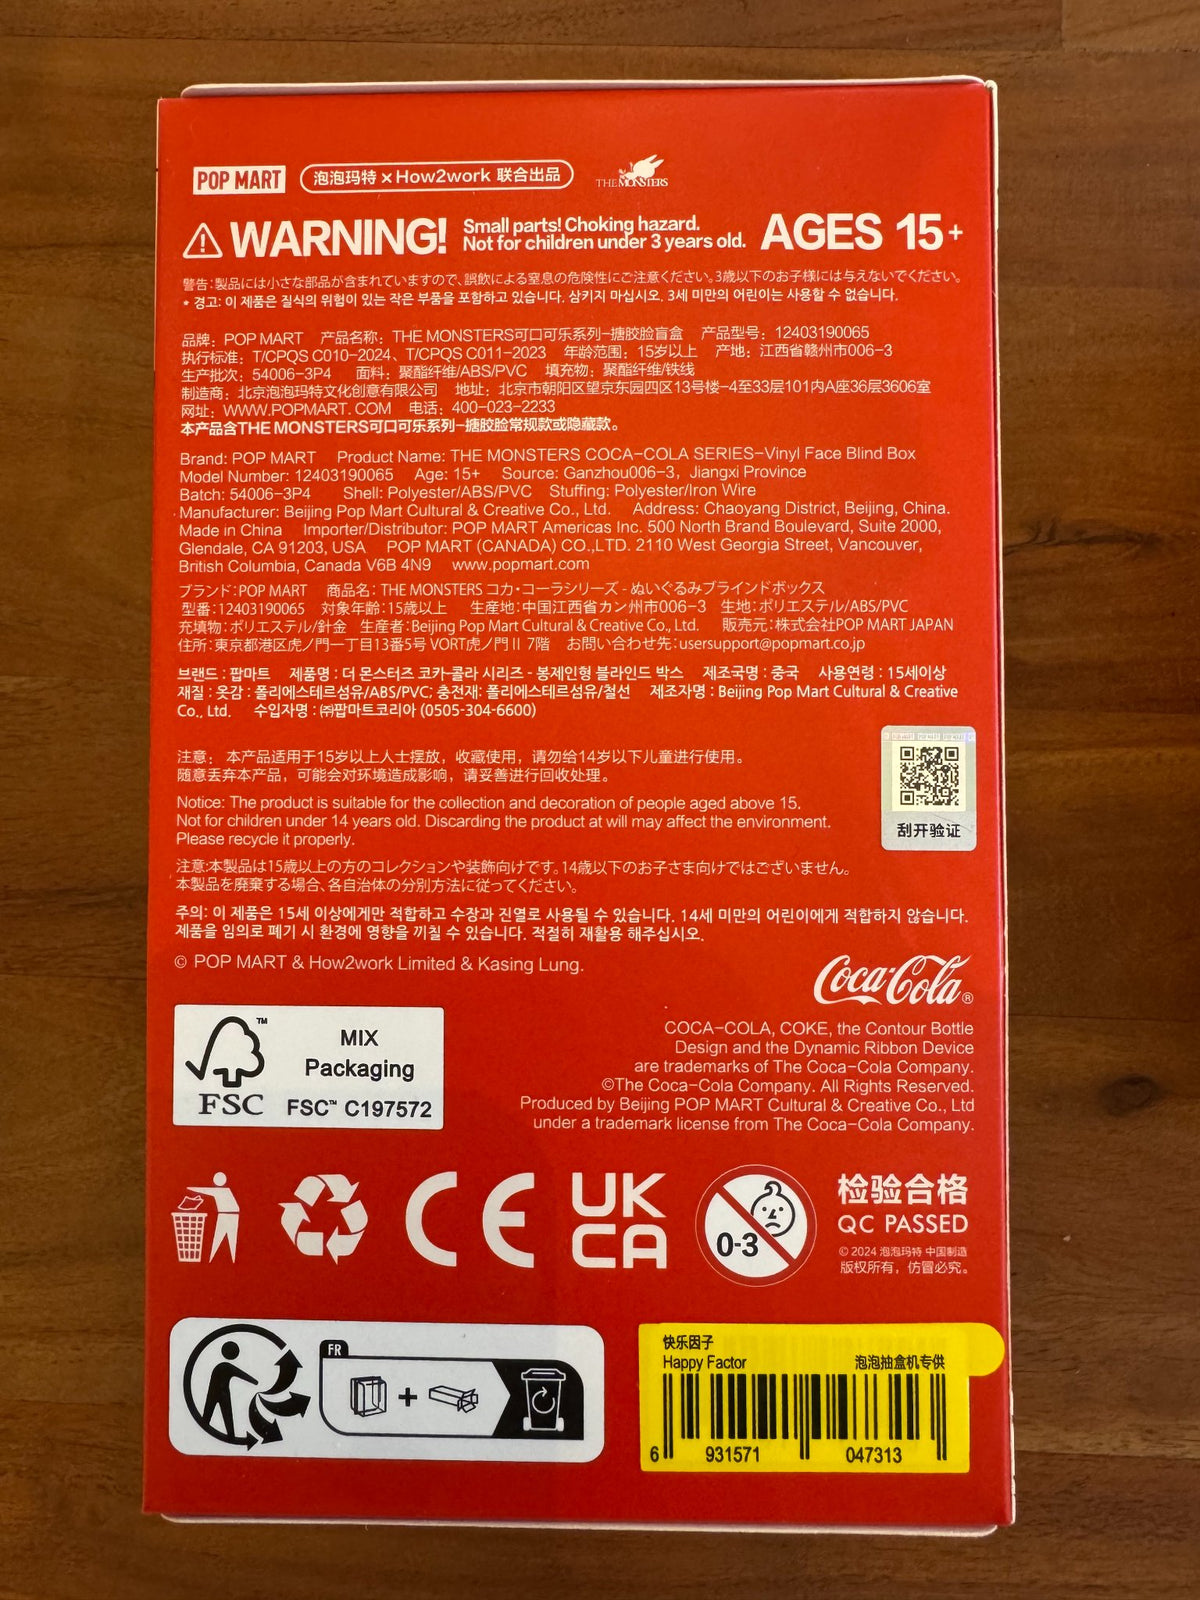 POP MART 泡泡玛特 × How2work 联合出品 THE MONSTERS
WARNING! Small parts! Choking hazard.
Not for children under 3 years old. AGES 15+
警告:製品には小さな部品が含まれていますので、誤飲による窒息の危険性にご注意ください。3歳以下のお子様には与えないでください。
* 경고: 이 제품은 질식의 위험이 있는 작은 부품을 포함하고 있습니다. 삼키지 마십시오. 3세 미만의 어린이는 사용할 수 없습니다.
品牌：POP MART 产品名称：THE MONSTERS可口可乐系列-搪胶脸盲盒 产品型号：12403190065
执行标准：T/CPQS C010-2024、T/CPQS C011-2023 年龄范围：15岁以上 产地：江西省赣州市006-3
生产批次：54006-3P4 面料：聚酯纤维/ABS/PVC 填充物：聚酯纤维/铁线
制造商：北京泡泡玛特文化创意有限公司 地址：北京市朝阳区望京东园四区13号楼-4至33层101内A座36层3606室
网址：WWW.POPMART.COM 电话：400-023-2233
本产品含THE MONSTERS可口可乐系列-搪胶脸常规款或隐藏款。
Brand: POP MART Product Name: THE MONSTERS COCA-COLA SERIES-Vinyl Face Blind Box
Model Number: 12403190065 Age: 15+ Source: Ganzhou006-3, Jiangxi Province
Batch: 54006-3P4 Shell: Polyester/ABS/PVC Stuffing: Polyester/Iron Wire
Manufacturer: Beijing Pop Mart Cultural & Creative Co., Ltd. Address: Chaoyang District, Beijing, China.
Made in China Importer/Distributor: POP MART Americas Inc. 500 North Brand Boulevard, Suite 2000,
Glendale, CA 91203, USA POP MART (CANADA) CO.,LTD. 2110 West Georgia Street, Vancouver,
British Columbia, Canada V6B 4N9 www.popmart.com
ブランド:POP MART 商品名: THE MONSTERS コカ・コーラシリーズ - ぬいぐるみブラインドボックス
型番:12403190065 対象年齢:15歳以上 生産地:中国江西省カン州市006-3 生地:ポリエステル/ABS/PVC
充填物:ポリエステル/針金 生産者:Beijing Pop Mart Cultural & Creative Co., Ltd. 販売元:株式会社POP MART JAPAN
住所:東京都港区虎ノ門一丁目13番5号 VORT虎ノ門 II 7階 お問い合わせ先:usersupport@popmart.co.jp
브랜드 : 팝마트 제품명 : 더 몬스터즈 코카-콜라 시리즈 - 봉제인형 블라인드 박스 제조국명 : 중국 사용연령 : 15세이상
재질 : 옷감 : 폴리에스테르섬유/ABS/PVC; 충전재: 폴리에스테르섬유/철선 제조자명 : Beijing Pop Mart Cultural & Creative
Co., Ltd. 수입자명 : ㈜팝마트코리아 (0505-304-6600)
注意： 本产品适用于15岁以上人士摆放，收藏使用，请勿给14岁以下儿童进行使用。
随意丢弃本产品，可能会对环境造成影响，请妥善进行回收处理。
刮开验证
Notice: The product is suitable for the collection and decoration of people aged above 15.
Not for children under 14 years old. Discarding the product at will may affect the environment.
Please recycle it properly.
注意:本製品は15歳以上の方のコレクションや装飾向けです。14歳以下のお子さま向けではございません。
本製品を廃棄する場合、各自治体の分別方法に従ってください。
주의: 이 제품은 15세 이상에게만 적합하고 수장과 진열로 사용될 수 있습니다. 14세 미만의 어린이에게 적합하지 않습니다.
제품을 임의로 폐기 시 환경에 영향을 끼칠 수 있습니다. 적절히 재활용 해주십시오.
© POP MART & How2work Limited & Kasing Lung.
Coca-Cola®
COCA-COLA, COKE, the Contour Bottle
Design and the Dynamic Ribbon Device
are trademarks of The Coca-Cola Company.
©The Coca-Cola Company. All Rights Reserved.
Produced by Beijing POP MART Cultural & Creative Co., Ltd
under a trademark license from The Coca-Cola Company.
™
FSC
MIX
Packaging
FSC™ C197572
CE UK
CA
0-3
检验合格
QC PASSED
© 2024 泡泡玛特 中国制造
版权所有，仿冒必究。
FR
+
快乐因子
Happy Factor 泡泡抽盒机专供
6 931571 047313